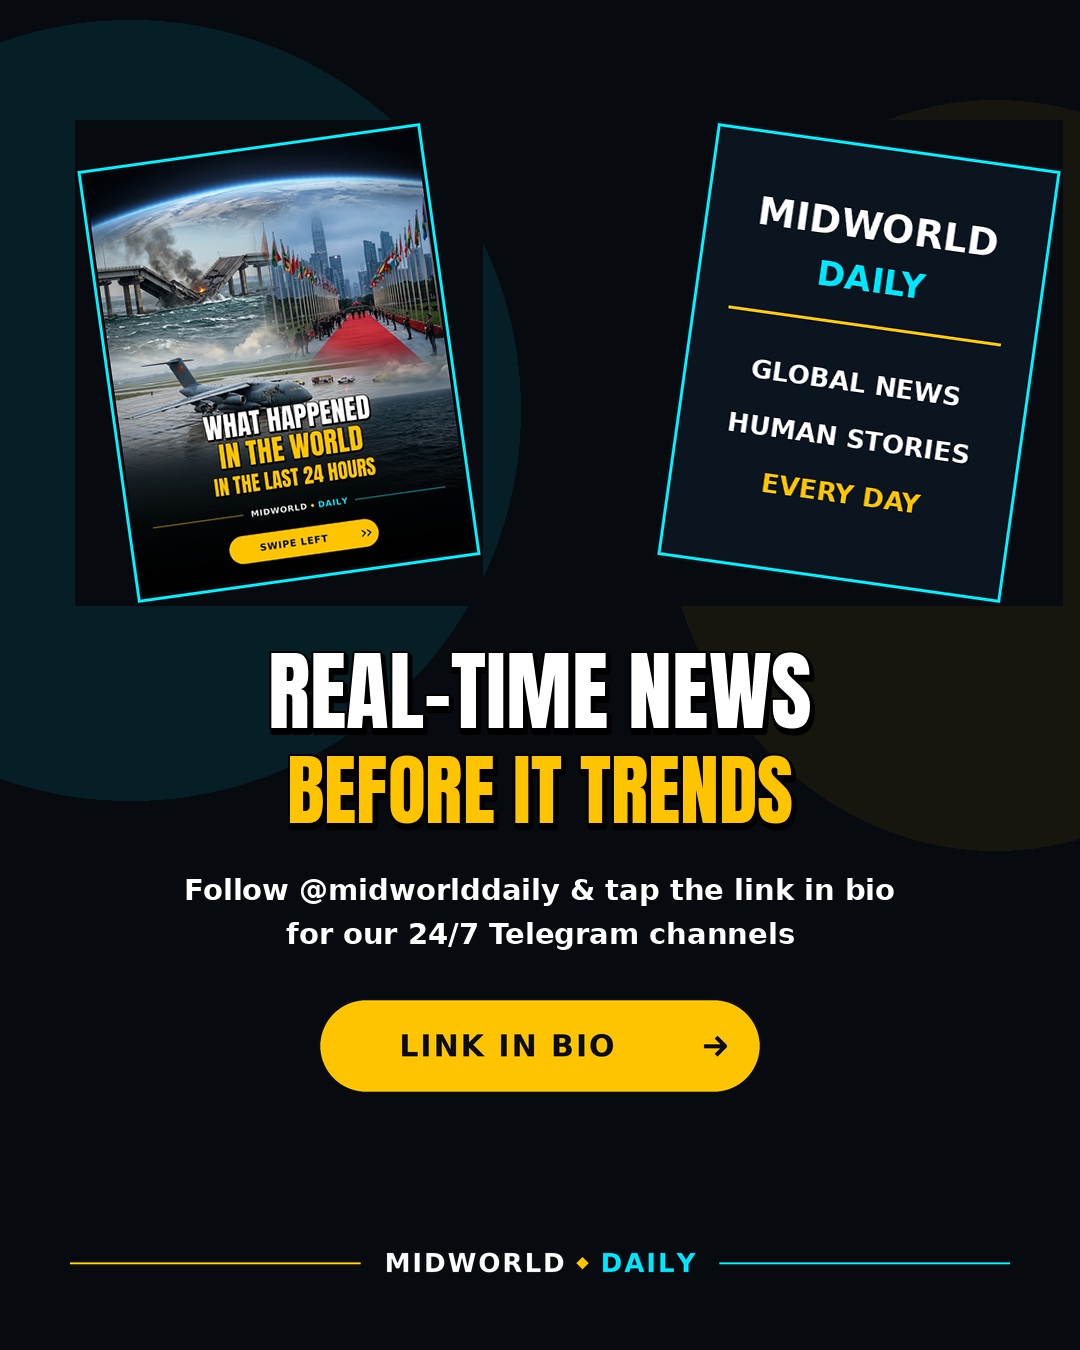 WHAT HAPPENED
IN THE WORLD
IN THE LAST 24 HOURS
MIDWORLD DAILY
SWIPE LEFT
MIDWORLD
DAILY
GLOBAL NEWS
HUMAN STORIES
EVERY DAY
REAL-TIME NEWS
BEFORE IT TRENDS
Follow @midworlddaily & tap the link in bio
for our 24/7 Telegram channels
LINK IN BIO →
MIDWORLD ◆ DAILY